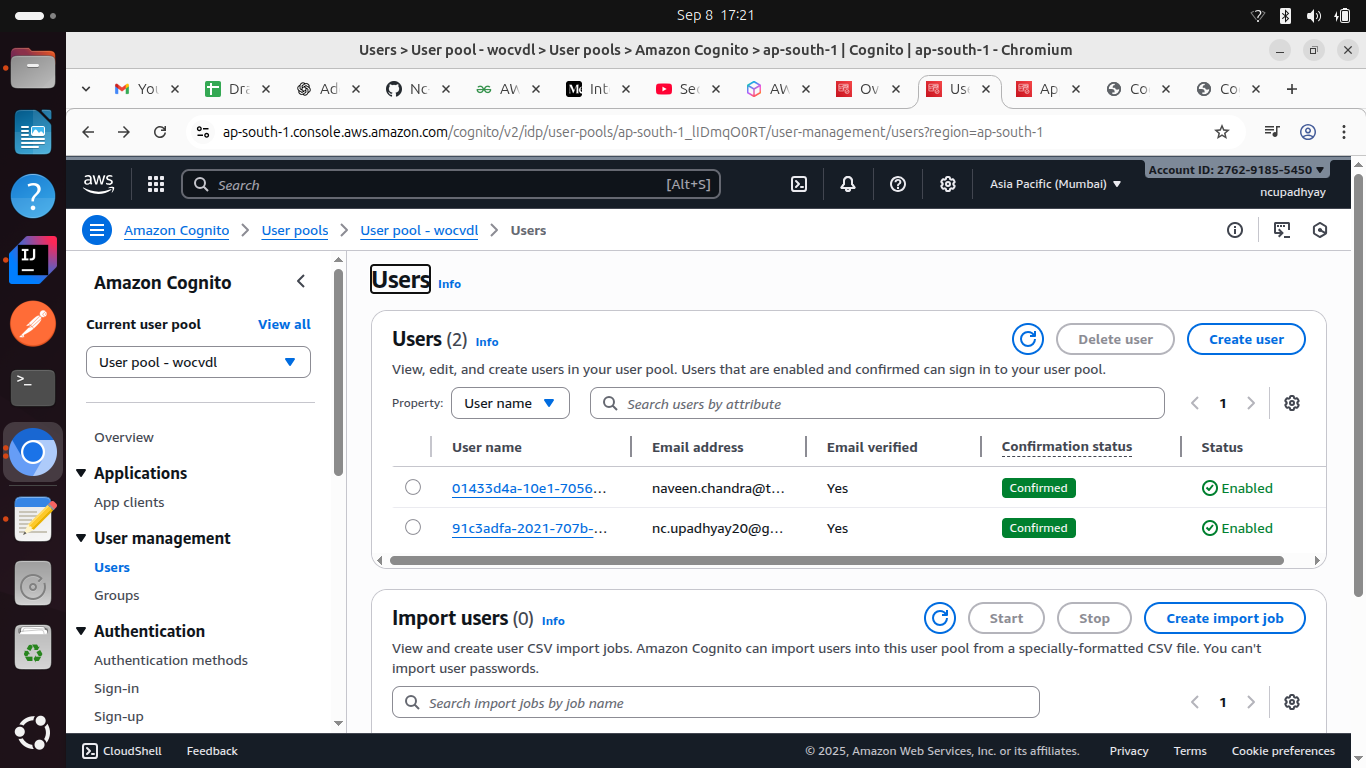 Sep 8 17:21
Users > User pool - wocvdl > User pools > Amazon Cognito > ap-south-1 | Cognito | ap-south-1 - Chromium
You Dra Ad Nc AW Int Sec AW Ov Use Ap Co Co
ap-south-1.console.aws.amazon.com/cognito/v2/idp/user-pools/ap-south-1_lIDmqO0RT/user-management/users?region=ap-south-1
aws Search [Alt+S] Asia Pacific (Mumbai) Account ID: 2762-9185-5450
ncupadhyay
Amazon Cognito User pools User pool - wocvdl Users
Amazon Cognito
Current user pool View all
User pool - wocvdl
Overview
Applications
App clients
User management
Users
Groups
Authentication
Authentication methods
Sign-in
Sign-up
Users Info
Users (2) Info Delete user Create user
View, edit, and create users in your user pool. Users that are enabled and confirmed can sign in to your user pool.
Property: User name Search users by attribute 1
User name Email address Email verified Confirmation status Status
01433d4a-10e1-7056... naveen.chandra@t... Yes Confirmed Enabled
91c3adfa-2021-707b-... nc.upadhyay20@g... Yes Confirmed Enabled
Import users (0) Info Start Stop Create import job
View and create user CSV import jobs. Amazon Cognito can import users into this user pool from a specially-formatted CSV file. You can't
import user passwords.
Search import jobs by job name 1
CloudShell Feedback © 2025, Amazon Web Services, Inc. or its affiliates. Privacy Terms Cookie preferences